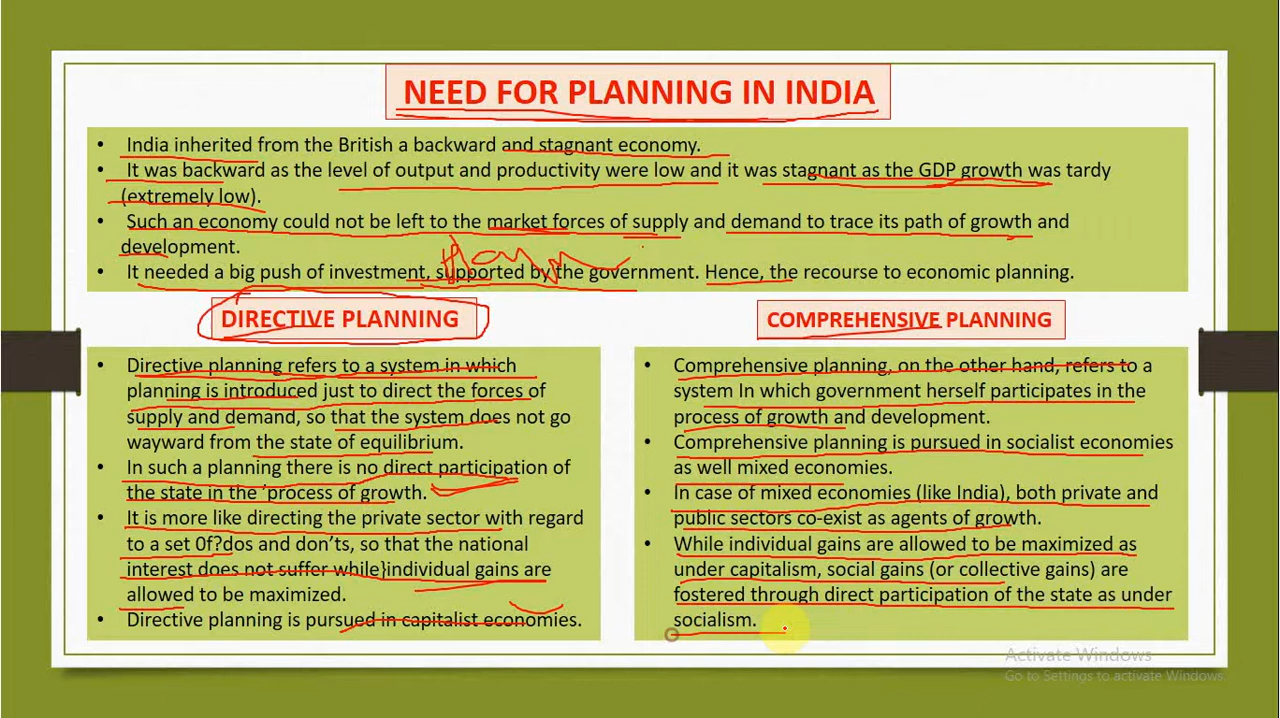 NEED FOR PLANNING IN INDIA
• India inherited from the British a backward and stagnant economy.
• It was backward as the level of output and productivity were low and it was stagnant as the GDP growth was tardy
(extremely low).
• Such an economy could not be left to the market forces of supply and demand to trace its path of growth and
development.
• It needed a big push of investment, supported by the government. Hence, the recourse to economic planning.
DIRECTIVE PLANNING
• Directive planning refers to a system in which
planning is introduced just to direct the forces of
supply and demand, so that the system does not go
wayward from the state of equilibrium.
• In such a planning there is no direct participation of
the state in the 'process of growth.
• It is more like directing the private sector with regard
to a set 0f?dos and don'ts, so that the national
interest does not suffer while}individual gains are
allowed to be maximized.
• Directive planning is pursued in capitalist economies.
COMPREHENSIVE PLANNING
• Comprehensive planning, on the other hand, refers to a
system In which government herself participates in the
process of growth and development.
• Comprehensive planning is pursued in socialist economies
as well mixed economies.
• In case of mixed economies (like India), both private and
public sectors co-exist as agents of growth.
• While individual gains are allowed to be maximized as
under capitalism, social gains (or collective gains) are
fostered through direct participation of the state as under
socialism.
Activate Windows
Go to Settings to activate Windows.